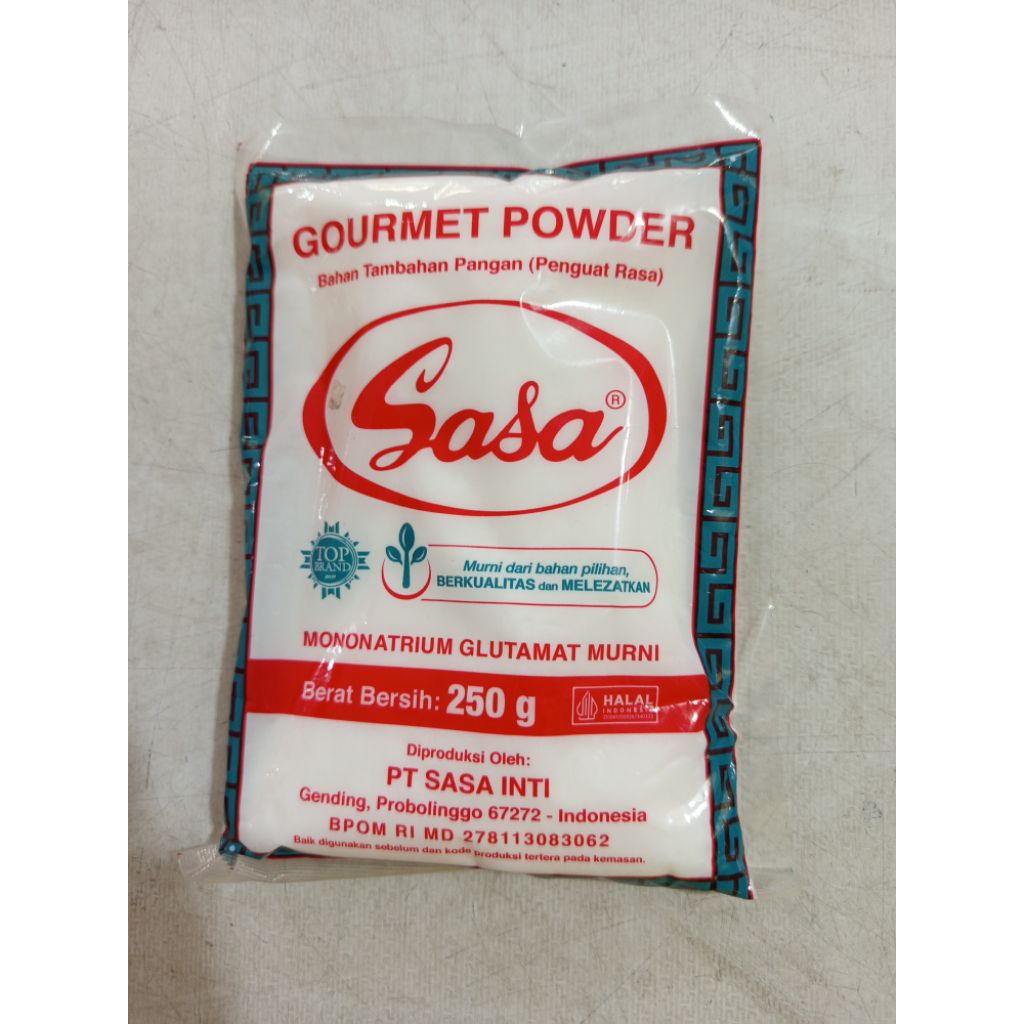 GOURMET POWDER
Bahan Tambahan Pangan (Penguat Rasa)
Sasa®
TOP
BRAND
Murni dari bahan pilihan,
BERKUALITAS dan MELEZATKAN
MONONATRIUM GLUTAMAT MURNI
Berat Bersih: 250 g
HALAL
INDONESIA
Diproduksi Oleh:
PT SASA INTI
Gending, Probolinggo 67272 - Indonesia
BPOM RI MD 278113083062
Baik digunakan sebelum dan kode produksi tertera pada kemasan.